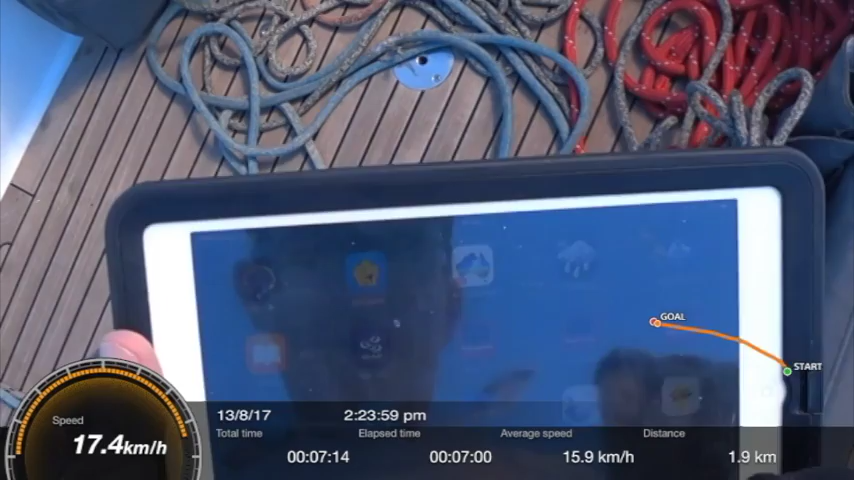 GOAL
START
Speed
17.4km/h
13/8/17 2:23:59 pm
Total time Elapsed time Average speed Distance
00:07:14 00:07:00 15.9 km/h 1.9 km